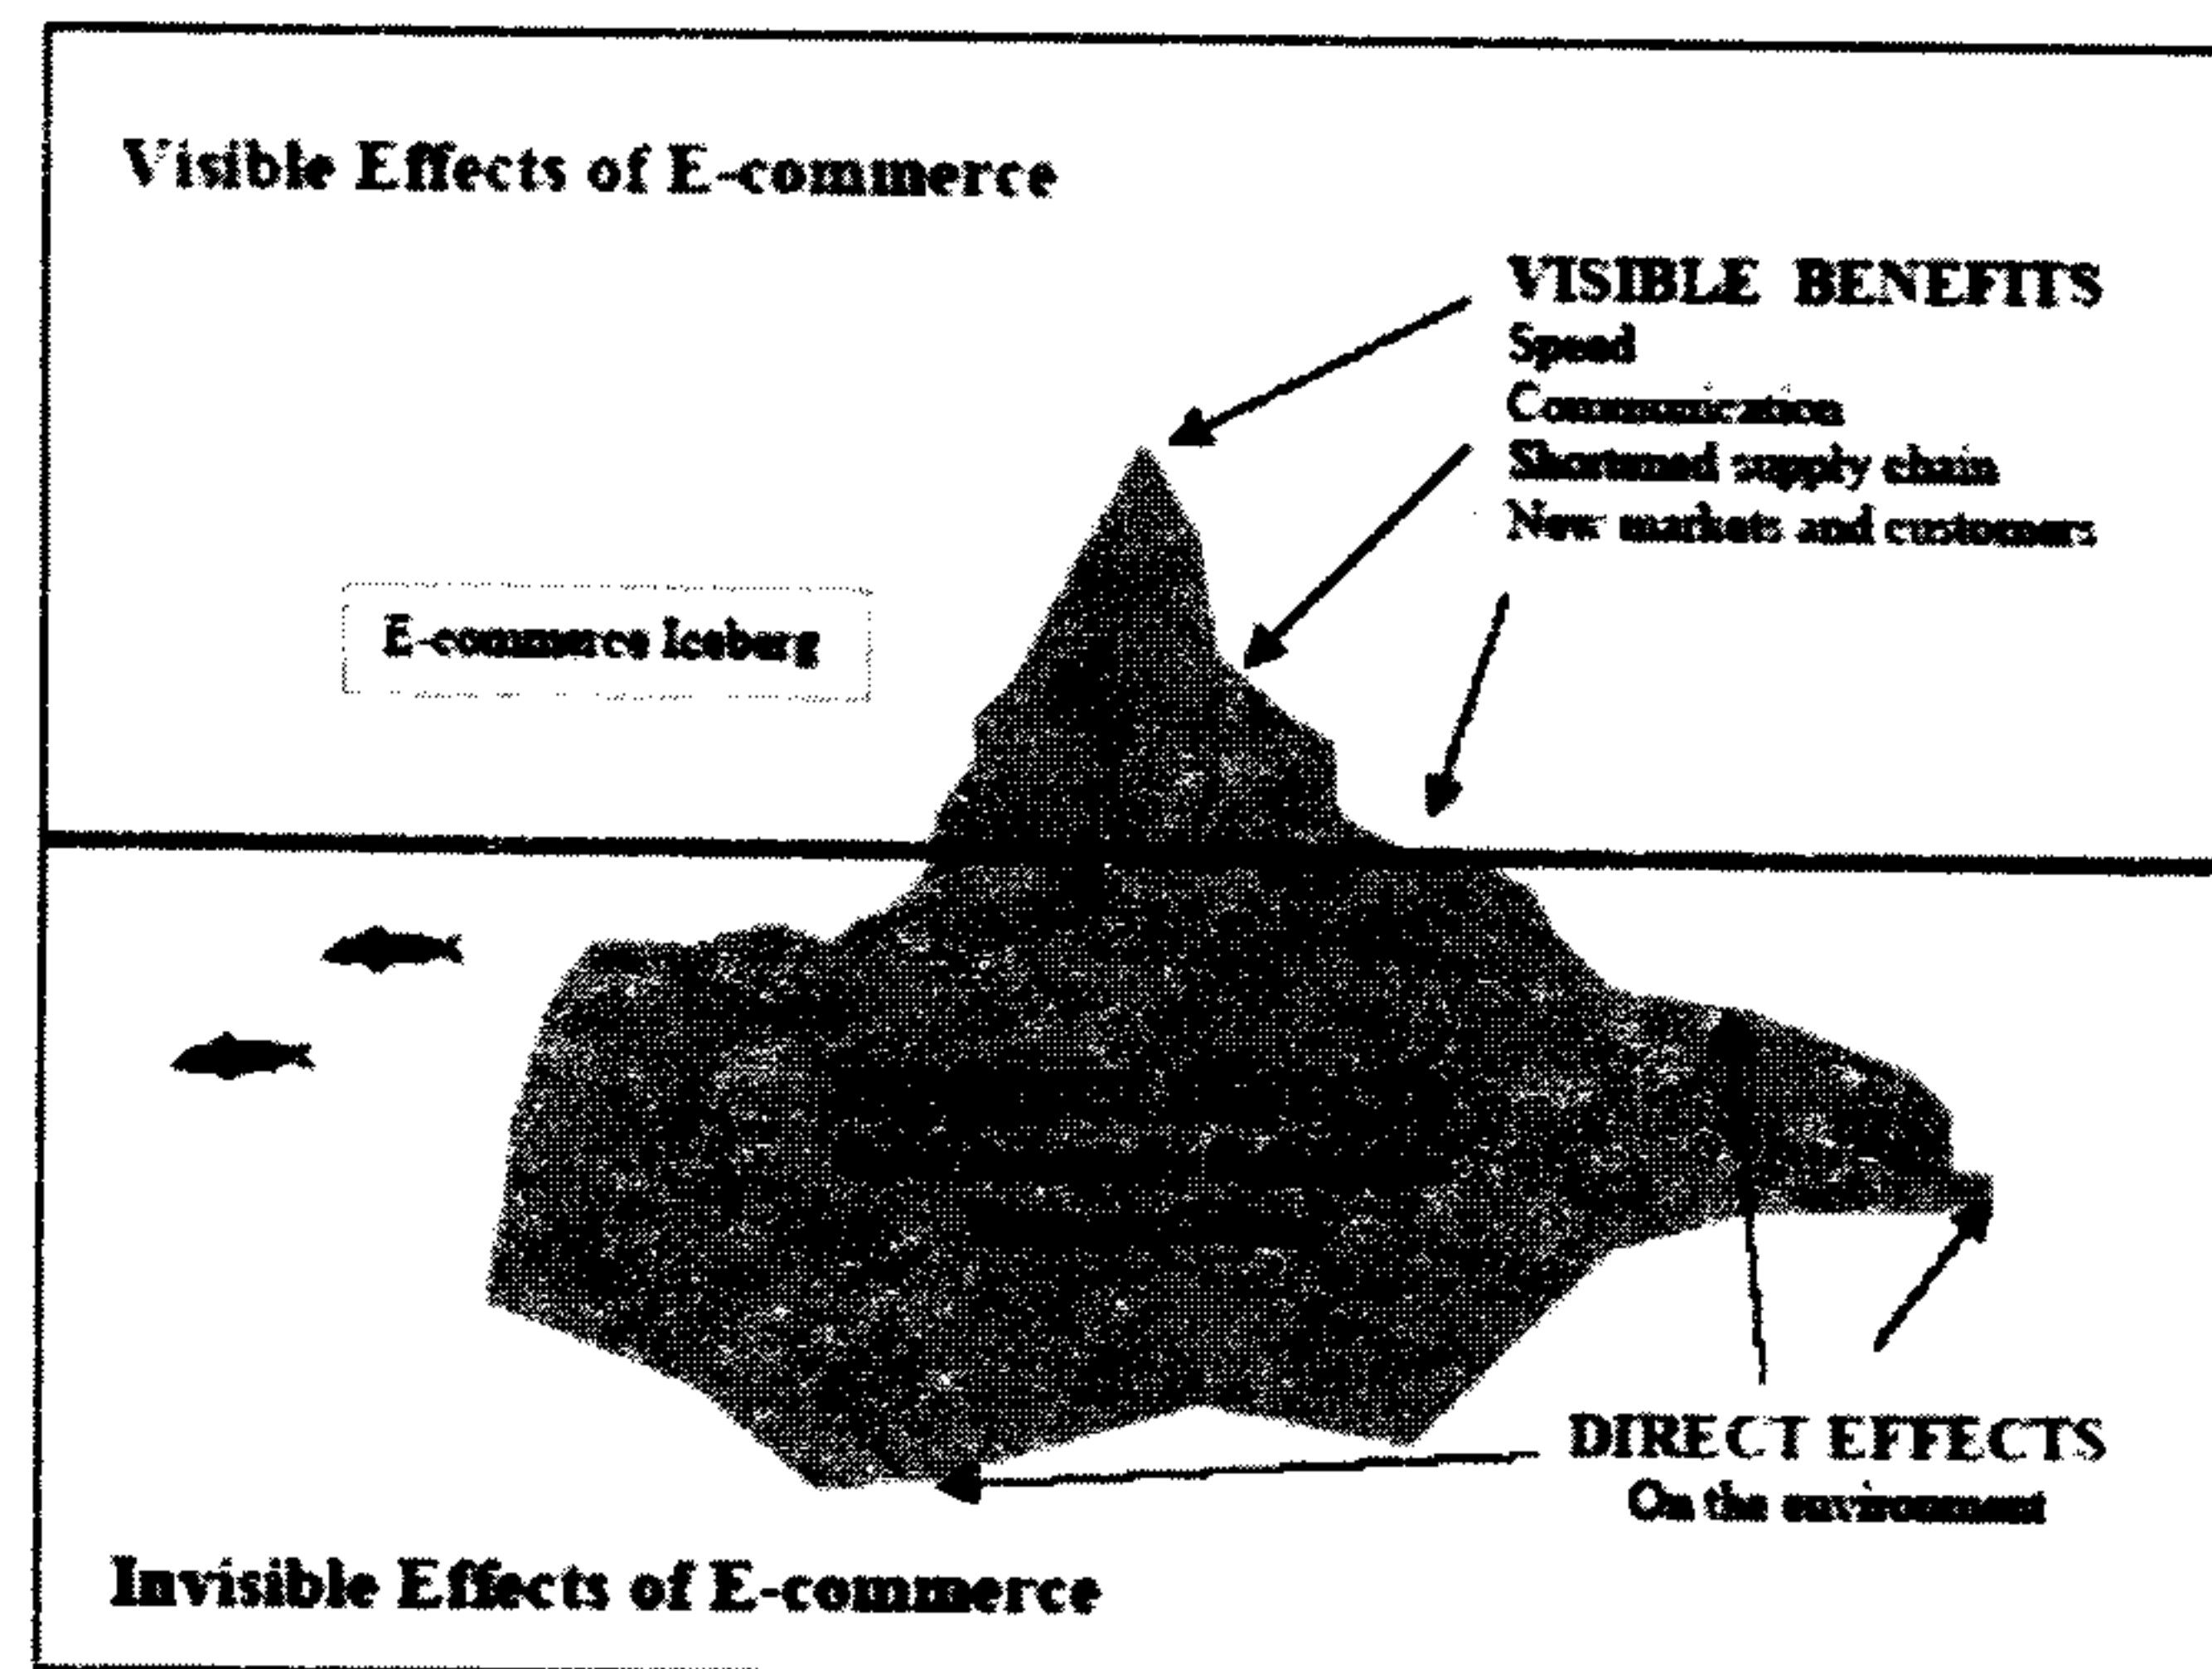 Visible Effects of E-commerce
VISIBLE BENEFITS
Speed
Communication
Shortened supply chain
New markets and customers
E-commerce Iceberg
DIRECT EFFECTS
On the environment
Invisible Effects of E-commerce